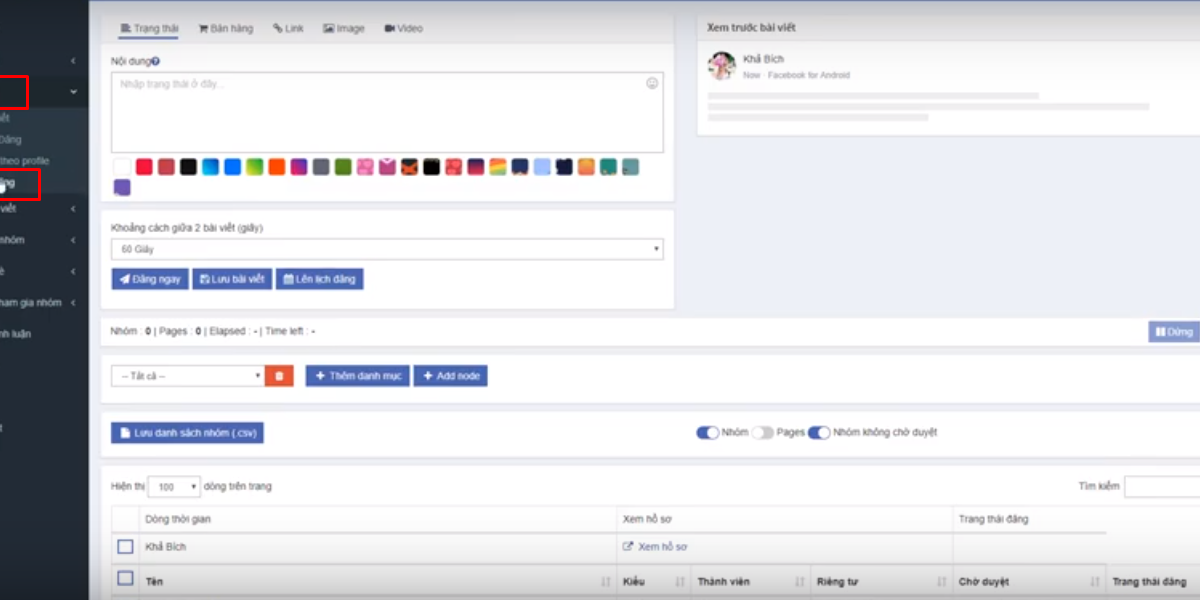 Trạng thái Bán hàng Link Image Video
Nội dung
Nhập trạng thái ở đây...
Khoảng cách giữa 2 bài viết (giây)
60 Giây
Đăng ngay Lưu bài viết Lên lịch đăng
Xem trước bài viết
Khả Bích
Now · Facebook for Android
Đăng
theo profile
viết
nhóm
ham gia nhóm
nh luận
Nhóm : 0 | Pages : 0 | Elapsed : - | Time left : -
Dừng
-- Tất cả --
Thêm danh mục Add node
Lưu danh sách nhóm (.csv)
Nhóm Pages Nhóm không chờ duyệt
Hiện thị 100 dòng trên trang
Tìm kiếm
Dòng thời gian Xem hồ sơ Trạng thái đăng
Khả Bích Xem hồ sơ
Tên Kiểu Thành viên Riêng tư Chờ duyệt Trạng thái đăng